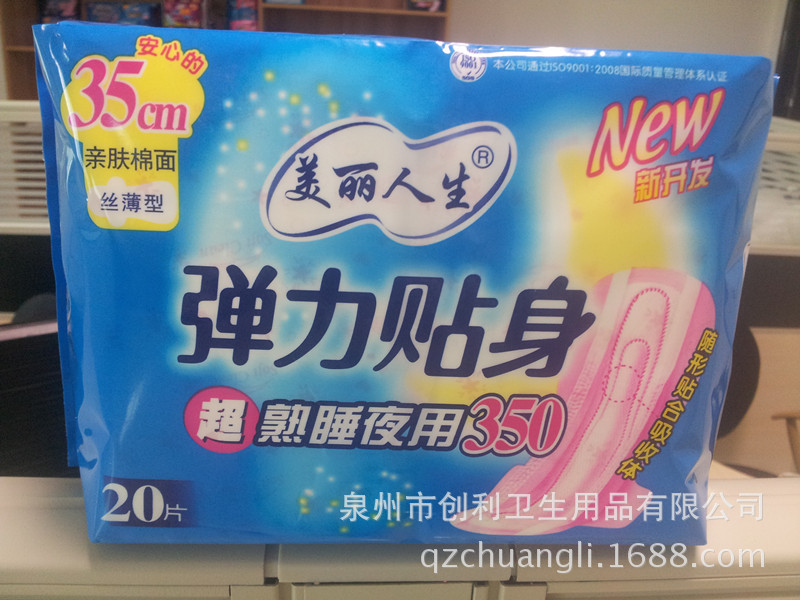 本公司通过ISO9001:2008国际质量管理体系认证
安心的
35cm
亲肤棉面
丝薄型
New
新开发
美丽人生®
弹力贴身
超熟睡夜用350
随形贴合吸收体
20片
泉州市创利卫生用品有限公司
qzchuangli.1688.com